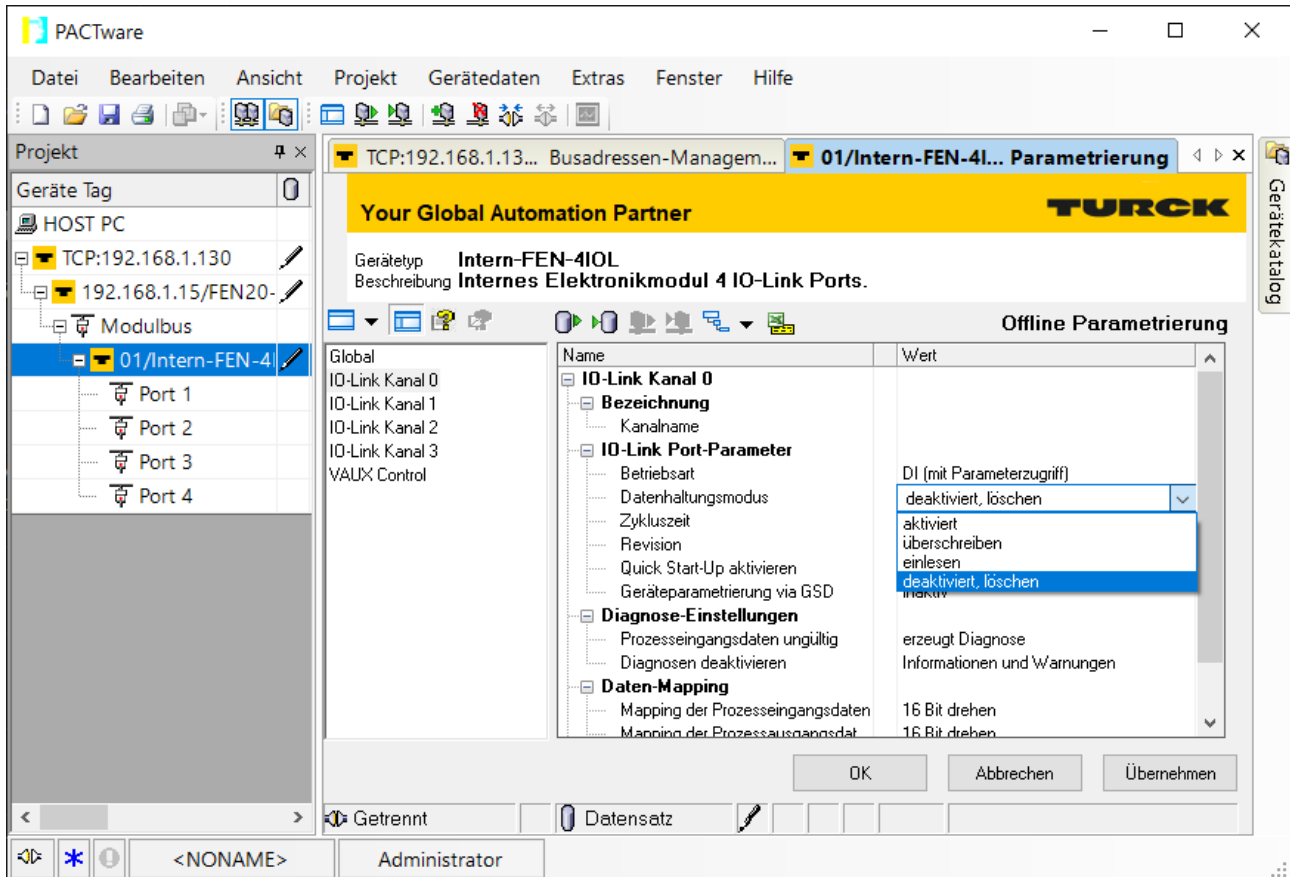 PACTware
Datei Bearbeiten Ansicht Projekt Gerätedaten Extras Fenster Hilfe
Projekt
Geräte Tag
HOST PC
TCP:192.168.1.130
192.168.1.15/FEN20-
Modulbus
01/Intern-FEN-4I
Port 1
Port 2
Port 3
Port 4
TCP:192.168.1.13... Busadressen-Managem...
01/Intern-FEN-4I... Parametrierung
Gerätekatalog
Your Global Automation Partner
TURCK
Gerätetyp Intern-FEN-4IOL
Beschreibung Internes Elektronikmodul 4 IO-Link Ports.
Offline Parametrierung
Global
IO-Link Kanal 0
IO-Link Kanal 1
IO-Link Kanal 2
IO-Link Kanal 3
VAUX Control
Name Wert
IO-Link Kanal 0
Bezeichnung
Kanalname
IO-Link Port-Parameter
Betriebsart DI (mit Parameterzugriff)
Datenhaltungsmodus deaktiviert, löschen
Zykluszeit
Revision
Quick Start-Up aktivieren
Geräteparametrierung via GSD inaktiv
aktiviert
überschreiben
einlesen
deaktiviert, löschen
Diagnose-Einstellungen
Prozesseingangsdaten ungültig erzeugt Diagnose
Diagnosen deaktivieren Informationen und Warnungen
Daten-Mapping
Mapping der Prozesseingangsdaten 16 Bit drehen
Mapping der Prozessausgangsdat 16 Bit drehen
OK Abbrechen Übernehmen
Getrennt Datensatz
<NONAME> Administrator